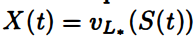 X(t) = v_{L_*}(S(t))